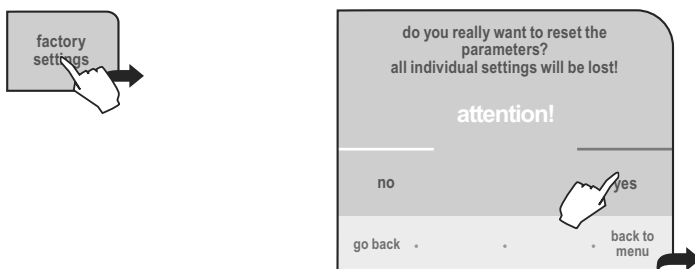 factory
settings
do you really want to reset the
parameters?
all individual settings will be lost!
attention!
no
yes
go back
back to
menu